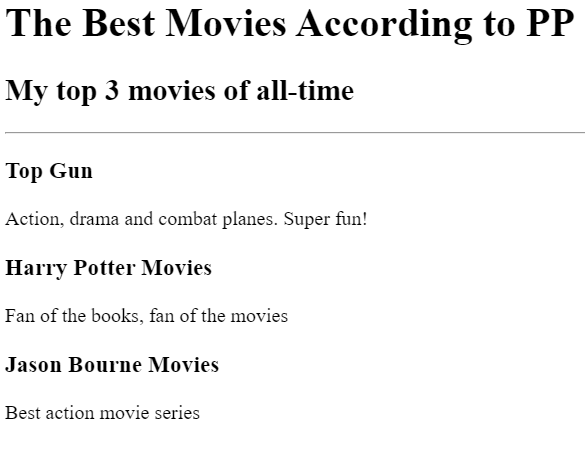 The Best Movies According to PP
My top 3 movies of all-time
Top Gun
Action, drama and combat planes. Super fun!
Harry Potter Movies
Fan of the books, fan of the movies
Jason Bourne Movies
Best action movie series